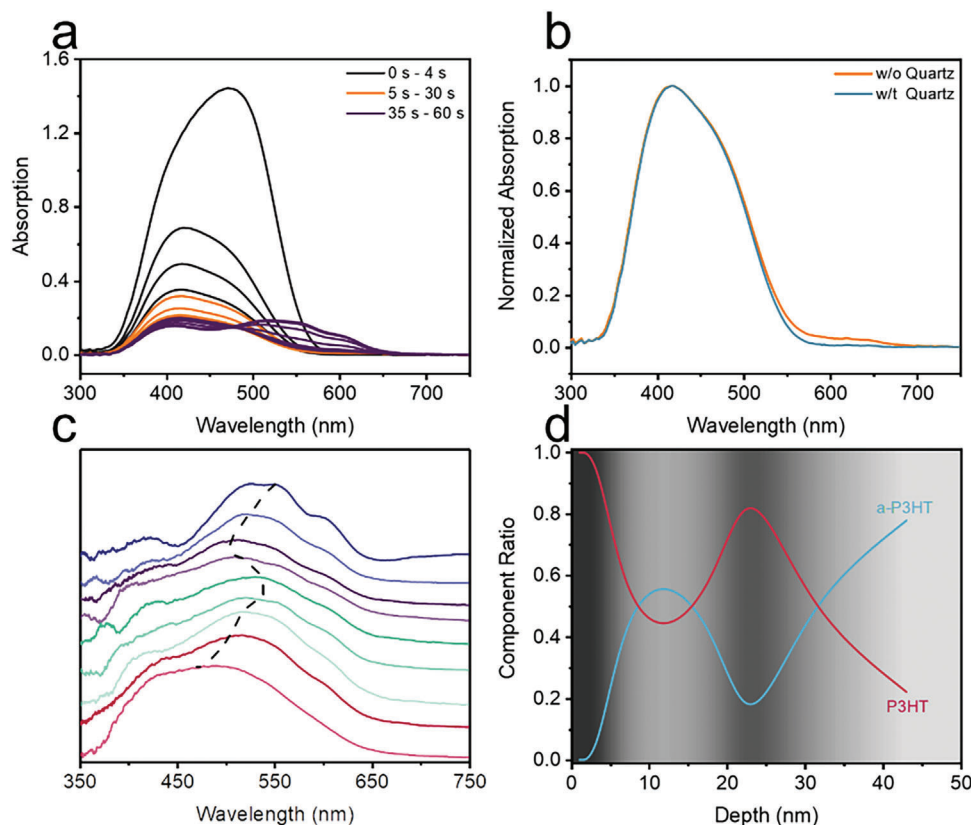 a
1.6
1.2
0.8
0.4
0.0
Absorption
0 s - 4 s
5 s - 30 s
35 s - 60 s
300 400 500 600 700
Wavelength (nm)
b
1.0
0.8
0.6
0.4
0.2
0.0
Normalized Absorption
w/o Quartz
w/t Quartz
300 400 500 600 700
Wavelength (nm)
c
350 450 550 650 750
Wavelength (nm)
d
1.0
0.8
0.6
0.4
0.2
0.0
Component Ratio
a-P3HT
P3HT
0 10 20 30 40 50
Depth (nm)